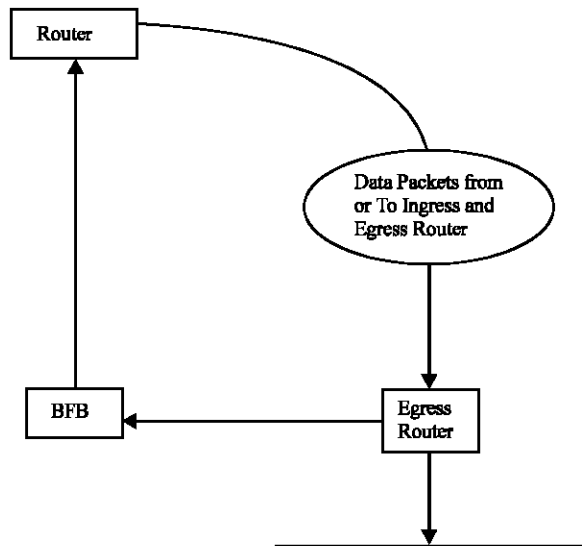 Router
Data Packets from
or To Ingress and
Egress Router
BFB
Egress
Router